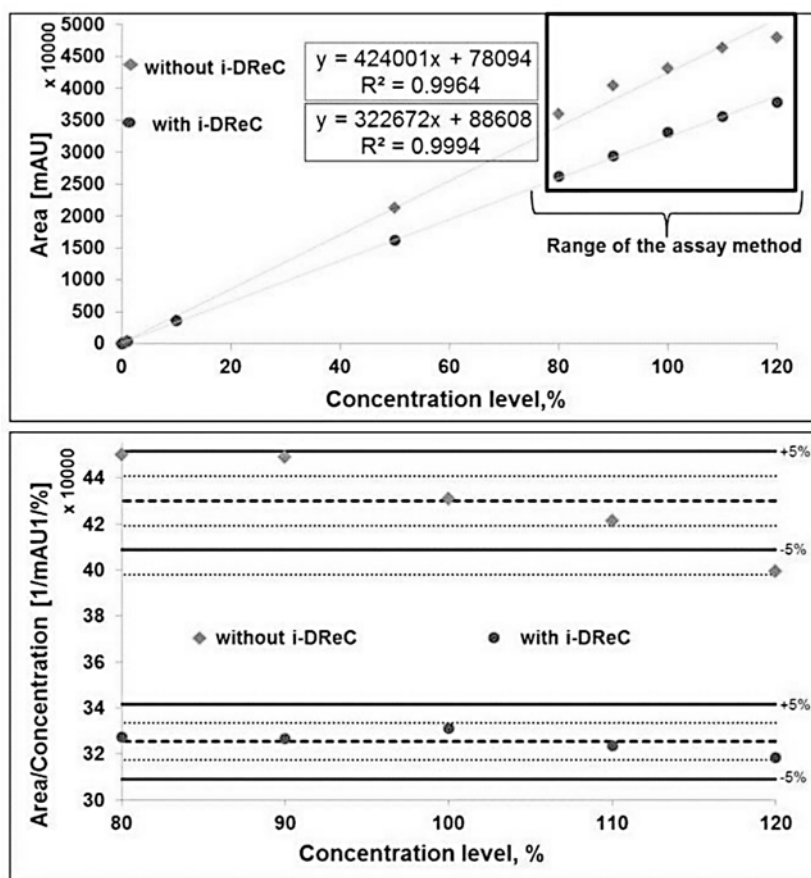 x 10000
Area [mAU]
5000
4500
4000
3500
3000
2500
2000
1500
1000
500
0
without i-DReC
with i-DReC
y = 424001x + 78094
R² = 0.9964
y = 322672x + 88608
R² = 0.9994
Range of the assay method
0 20 40 60 80 100 120
Concentration level,%
x 10000
Area/Concentration [1/mAU1/%]
44
42
40
38
36
34
32
30
+5%
-5%
without i-DReC with i-DReC
+5%
-5%
80 90 100 110 120
Concentration level, %